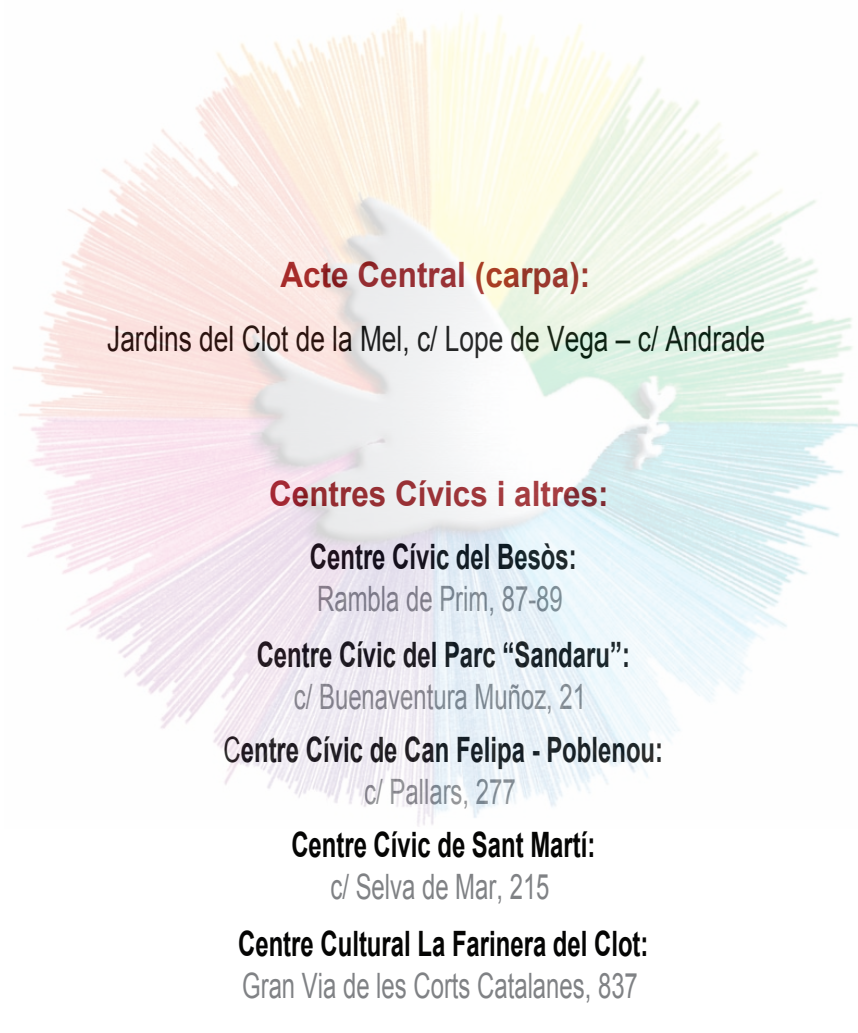 Acte Central (carpa):
Jardins del Clot de la Mel, c/ Lope de Vega – c/ Andrade
Centres Cívics i altres:
Centre Cívic del Besòs:
Rambla de Prim, 87-89
Centre Cívic del Parc “Sandaru”:
c/ Buenaventura Muñoz, 21
Centre Cívic de Can Felipa - Poblenou:
c/ Pallars, 277
Centre Cívic de Sant Martí:
c/ Selva de Mar, 215
Centre Cultural La Farinera del Clot:
Gran Via de les Corts Catalanes, 837